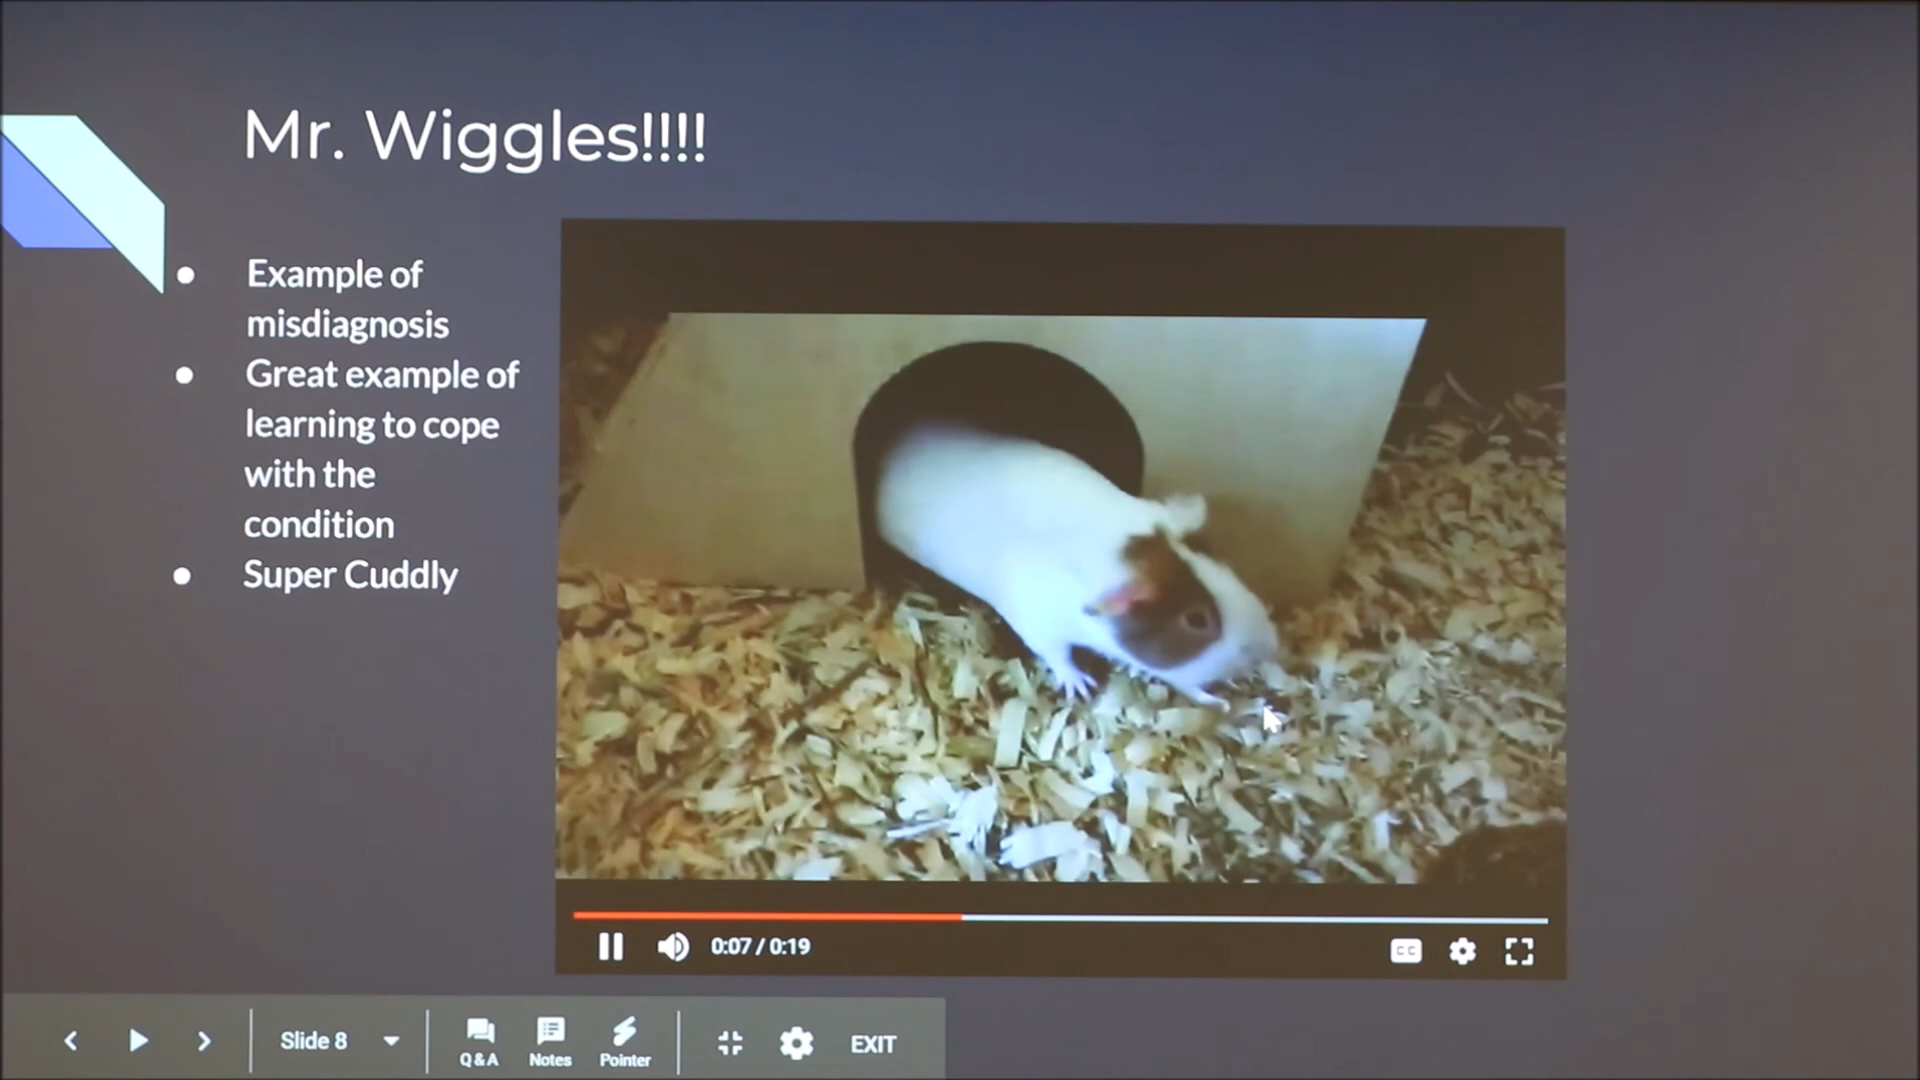 Mr. Wiggles!!!!
● Example of
misdiagnosis
● Great example of
learning to cope
with the
condition
● Super Cuddly
0:07 / 0:19
CC
Slide 8
Q&A
Notes
Pointer
EXIT